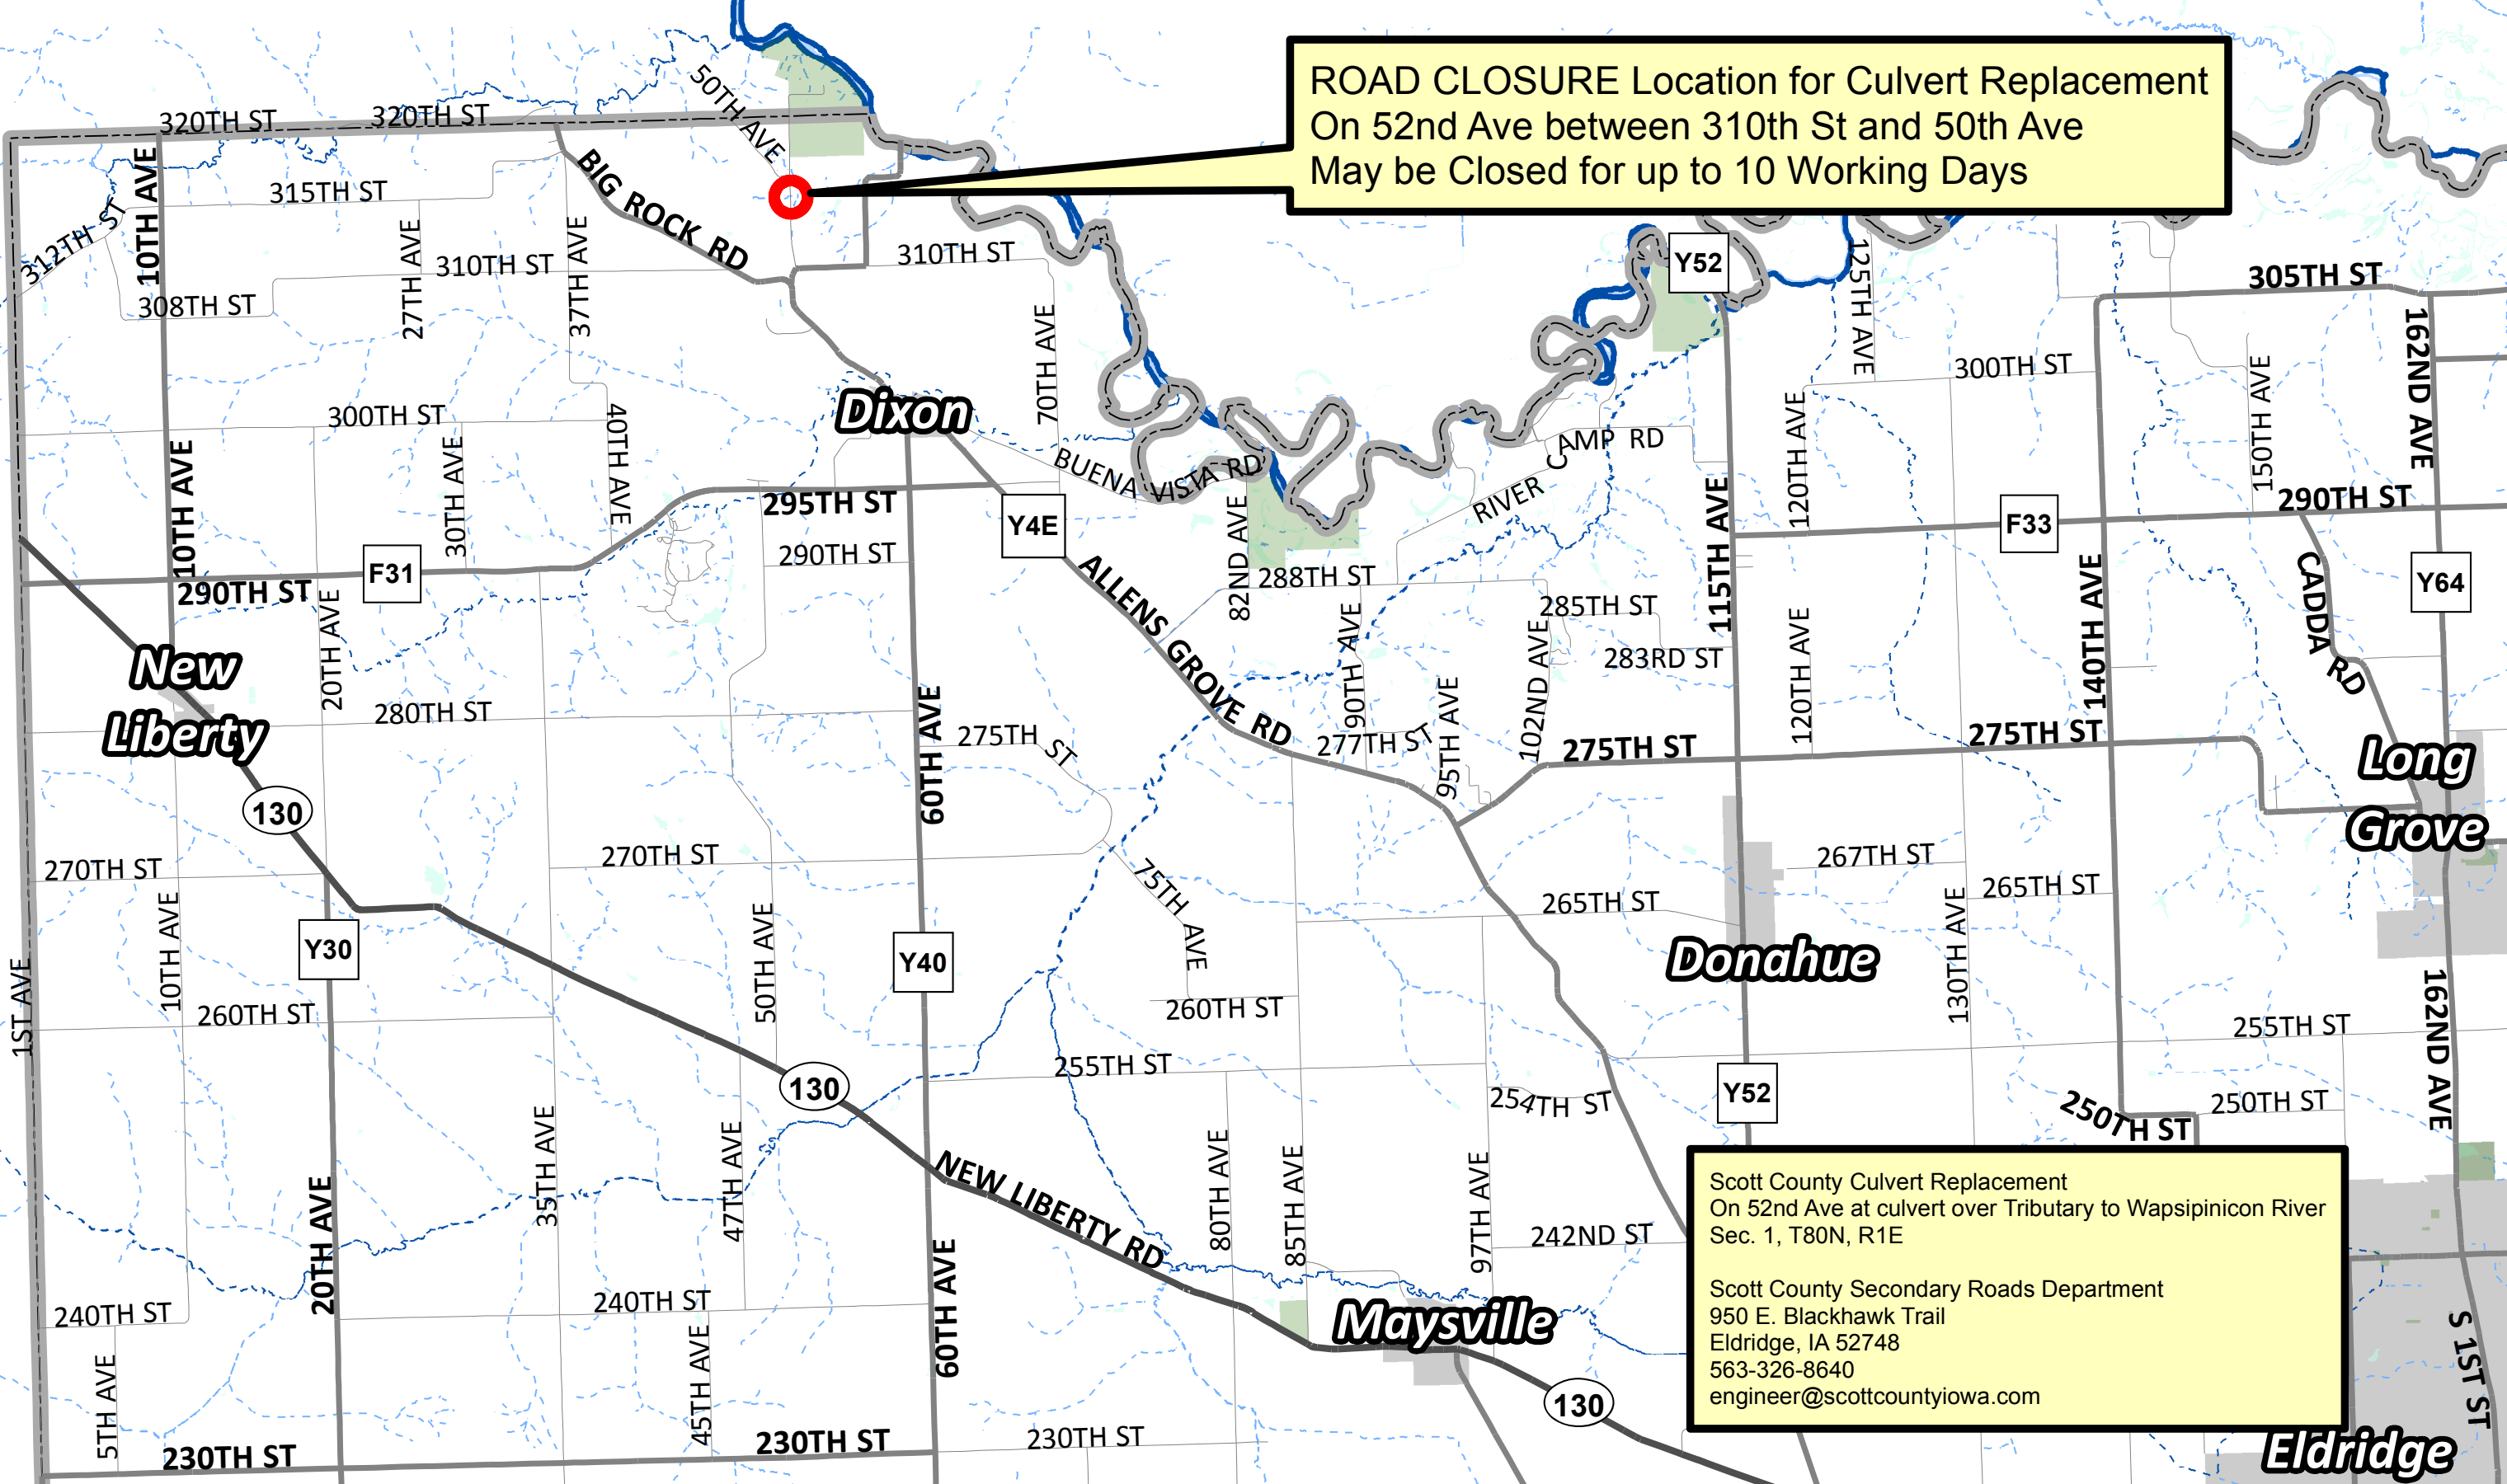 ROAD CLOSURE Location for Culvert Replacement
On 52nd Ave between 310th St and 50th Ave
May be Closed for up to 10 Working Days
50TH AVE
320TH ST
320TH ST
10TH AVE
BIG ROCK RD
315TH ST
312TH ST
27TH AVE
37TH AVE
310TH ST
310TH ST
308TH ST
Y52
125TH AVE
305TH ST
162ND AVE
70TH AVE
300TH ST
300TH ST
150TH AVE
Dixon
40TH AVE
30TH AVE
10TH AVE
120TH AVE
CAMP RD
BUENA VISTA RD
RIVER
295TH ST
Y4E
82ND AVE
115TH AVE
290TH ST
F33
290TH ST
F31
290TH ST
20TH AVE
ALLENS GROVE RD
288TH ST
140TH AVE
CADDA RD
Y64
285TH ST
90TH AVE
102ND AVE
120TH AVE
283RD ST
New
Liberty
280TH ST
60TH AVE
275TH ST
277TH ST
95TH AVE
275TH ST
275TH ST
Long
Grove
130
270TH ST
270TH ST
267TH ST
75TH AVE
265TH ST
265TH ST
10TH AVE
50TH AVE
130TH AVE
Y30
Y40
Donahue
1ST AVE
260TH ST
260TH ST
162ND AVE
255TH ST
255TH ST
130
Y52
254TH ST
250TH ST
250TH ST
35TH AVE
47TH AVE
80TH AVE
85TH AVE
97TH AVE
NEW LIBERTY RD
20TH AVE
242ND ST
60TH AVE
Scott County Culvert Replacement
On 52nd Ave at culvert over Tributary to Wapsipinicon River
Sec. 1, T80N, R1E
Scott County Secondary Roads Department
950 E. Blackhawk Trail
Eldridge, IA 52748
563-326-8640
engineer@scottcountyiowa.com
240TH ST
240TH ST
Maysville
S 1ST ST
5TH AVE
45TH AVE
130
230TH ST
230TH ST
230TH ST
Eldridge